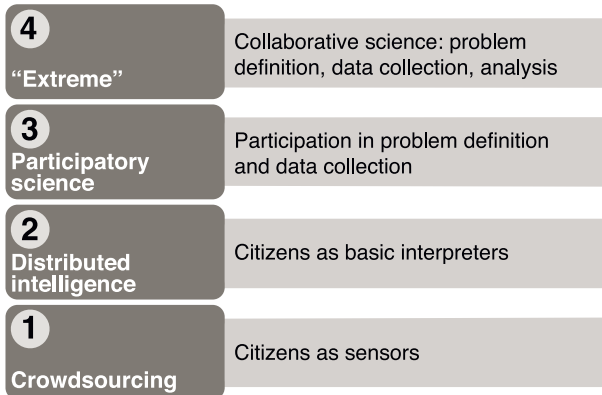 4
“Extreme”
Collaborative science: problem
definition, data collection, analysis
3
Participatory
science
Participation in problem definition
and data collection
2
Distributed
intelligence
Citizens as basic interpreters
1
Crowdsourcing
Citizens as sensors